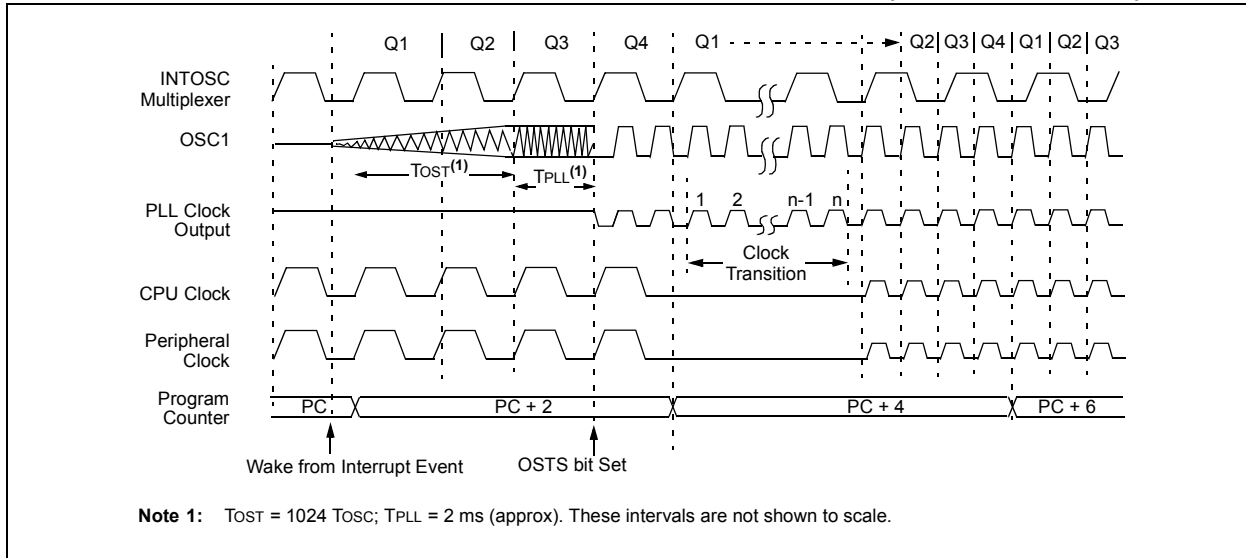 Q1 Q2 Q3 Q4 Q1 Q2 Q3 Q4 Q1 Q2 Q3
INTOSC
Multiplexer
OSC1
TOST(1)
TPLL(1)
1 2 n-1 n
PLL Clock
Output
Clock
Transition
CPU Clock
Peripheral
Clock
Program
Counter
PC PC + 2 PC + 4 PC + 6
Wake from Interrupt Event
OSTS bit Set
Note 1: TOST = 1024 TOSC; TPLL = 2 ms (approx). These intervals are not shown to scale.